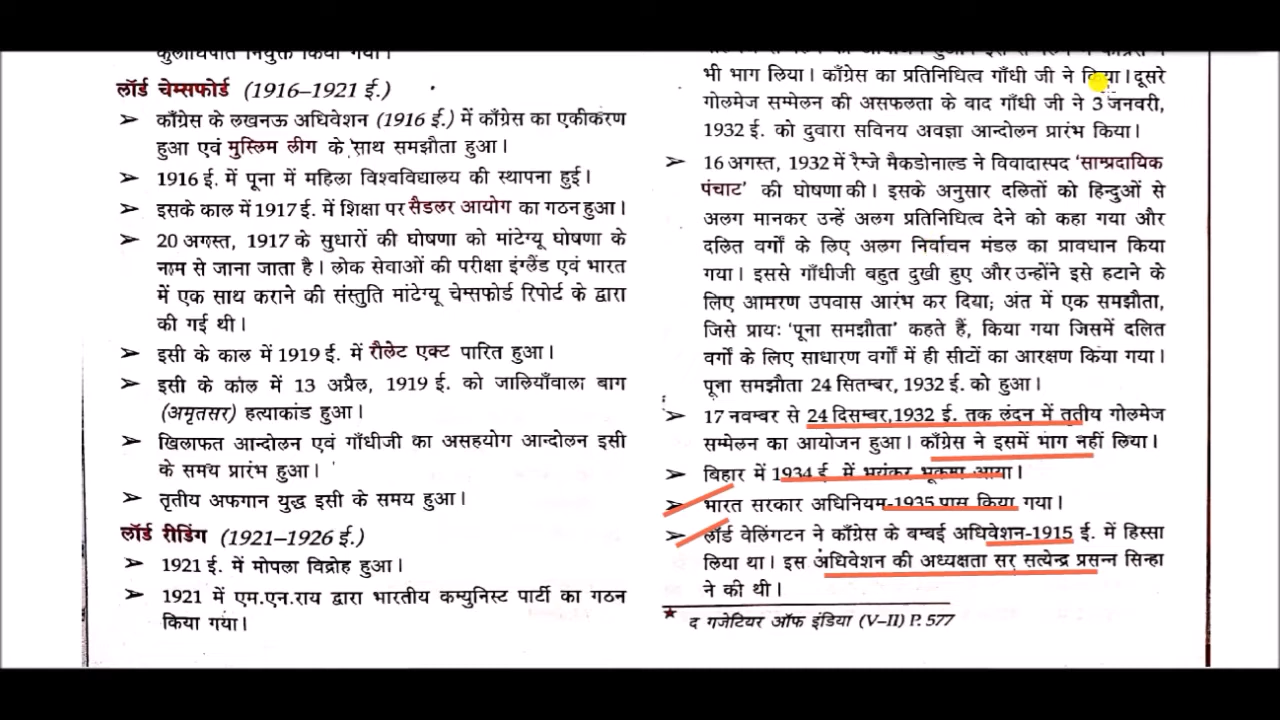 कुलाधिपति नियुक्त किया गया।
लॉर्ड चेम्सफोर्ड (1916–1921 ई.)
➢ काँग्रेस के लखनऊ अधिवेशन (1916 ई.) में काँग्रेस का एकीकरण
हुआ एवं मुस्लिम लीग के साथ समझौता हुआ।
➢ 1916 ई. में पूना में महिला विश्वविद्यालय की स्थापना हुई।
➢ इसके काल में 1917 ई. में शिक्षा पर सैडलर आयोग का गठन हुआ।
➢ 20 अगस्त, 1917 के सुधारों की घोषणा को मांटेग्यू घोषणा के
नाम से जाना जाता है। लोक सेवाओं की परीक्षा इंग्लैंड एवं भारत
में एक साथ कराने की संस्तुति मांटेग्यू चेम्सफोर्ड रिपोर्ट के द्वारा
की गई थी।
➢ इसी के काल में 1919 ई. में रौलेट एक्ट पारित हुआ।
➢ इसी के काल में 13 अप्रैल, 1919 ई. को जालियाँवाला बाग
(अमृतसर) हत्याकांड हुआ।
➢ खिलाफत आन्दोलन एवं गाँधीजी का असहयोग आन्दोलन इसी
के समय प्रारंभ हुआ।
➢ तृतीय अफगान युद्ध इसी के समय हुआ।
लॉर्ड रीडिंग (1921–1926 ई.)
➢ 1921 ई. में मोपला विद्रोह हुआ।
➢ 1921 में एम.एन.राय द्वारा भारतीय कम्युनिस्ट पार्टी का गठन
किया गया।
भी भाग लिया। काँग्रेस का प्रतिनिधित्व गाँधी जी ने किया। दूसरे
गोलमेज सम्मेलन की असफलता के बाद गाँधी जी ने 3 जनवरी,
1932 ई. को दुवारा सविनय अवज्ञा आन्दोलन प्रारंभ किया।
➢ 16 अगस्त, 1932 में रैम्जे मैकडोनाल्ड ने विवादास्पद 'साम्प्रदायिक
पंचाट' की घोषणा की। इसके अनुसार दलितों को हिन्दुओं से
अलग मानकर उन्हें अलग प्रतिनिधित्व देने को कहा गया और
दलित वर्गों के लिए अलग निर्वाचन मंडल का प्रावधान किया
गया। इससे गाँधीजी बहुत दुखी हुए और उन्होंने इसे हटाने के
लिए आमरण उपवास आरंभ कर दिया; अंत में एक समझौता,
जिसे प्रायः 'पूना समझौता' कहते हैं, किया गया जिसमें दलित
वर्गों के लिए साधारण वर्गों में ही सीटों का आरक्षण किया गया।
पूना समझौता 24 सितम्बर, 1932 ई. को हुआ।
➢ 17 नवम्बर से 24 दिसम्बर, 1932 ई. तक लंदन में तृतीय गोलमेज
सम्मेलन का आयोजन हुआ। काँग्रेस ने इसमें भाग नहीं लिया।
➢ बिहार में 1934 ई. में भयंकर भूकम्प आया।
➢ भारत सरकार अधिनियम-1935 पास किया गया।
➢ लॉर्ड वेलिंगटन ने काँग्रेस के बम्बई अधिवेशन-1915 ई. में हिस्सा
लिया था। इस अधिवेशन की अध्यक्षता सर सत्येन्द्र प्रसन्न सिन्हा
ने की थी।
★ द गजेटियर ऑफ इंडिया (V–II) P. 577